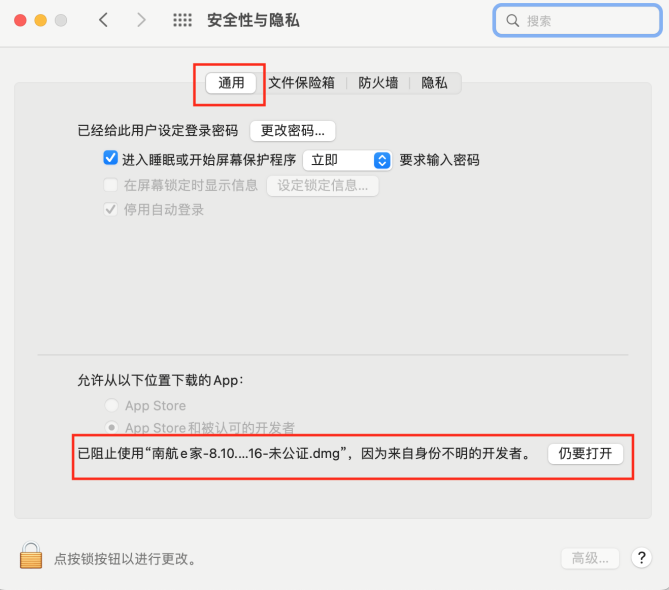 安全性与隐私
搜索
通用 文件保险箱 防火墙 隐私
已经给此用户设定登录密码 更改密码...
进入睡眠或开始屏幕保护程序 立即 要求输入密码
在屏幕锁定时显示信息 设定锁定信息...
停用自动登录
允许从以下位置下载的App：
App Store
App Store和被认可的开发者
已阻止使用“南航e家-8.10....16-未公证.dmg”，因为来自身份不明的开发者。 仍要打开
点按锁按钮以进行更改。
高级... ?